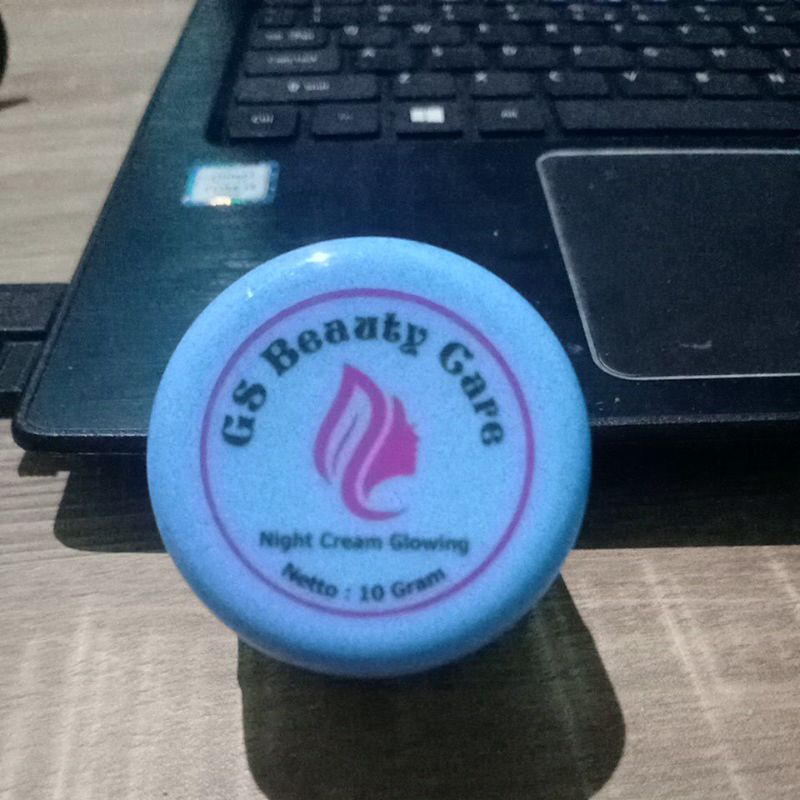 GS Beauty Care
Night Cream Glowing
Netto : 10 Gram